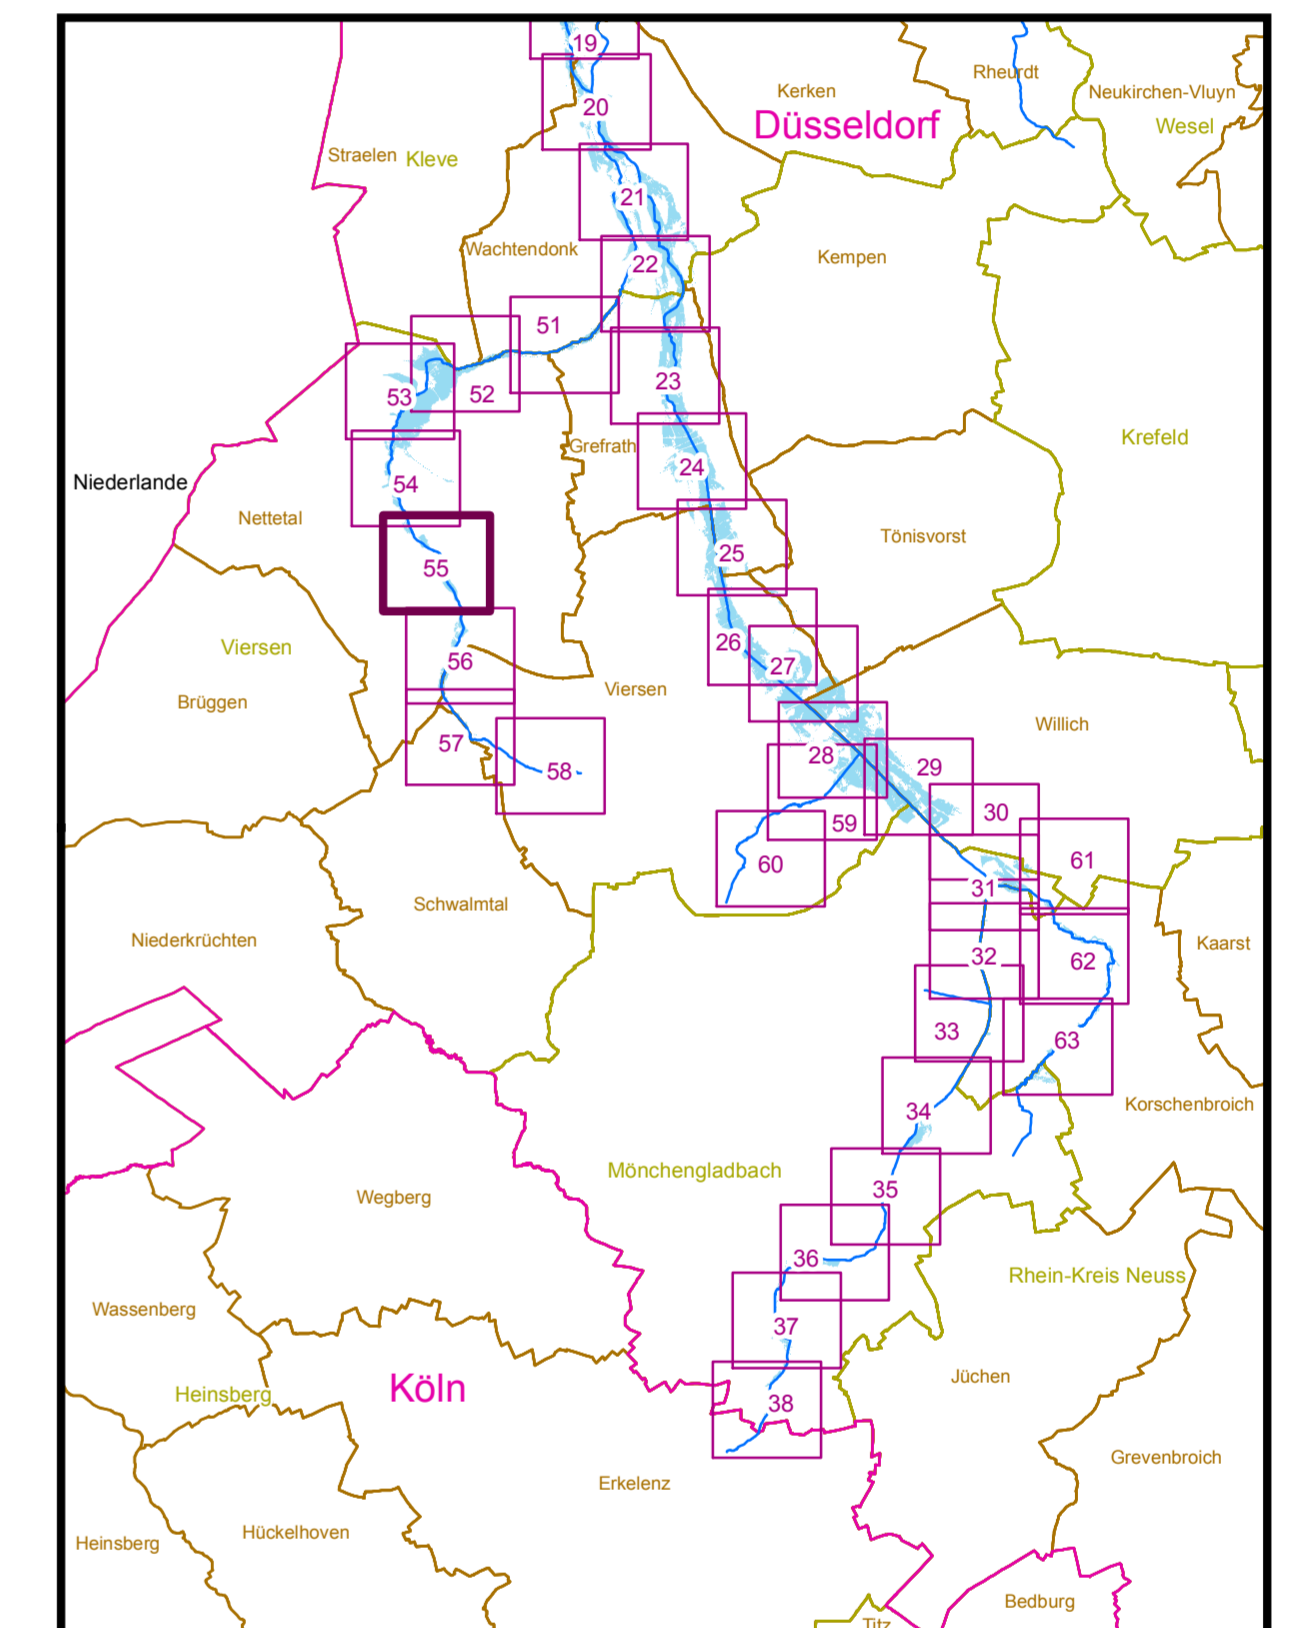 19
Rheurdt
Kerken
Neukirchen-Vluyn
20
Düsseldorf
Wesel
Straelen
Kleve
21
Wachtendonk
Kempen
22
51
23
53
52
Krefeld
Grefrath
24
Niederlande
54
Nettetal
Tönisvorst
25
55
26
Viersen
56
27
Viersen
Brüggen
Willich
57
28
29
58
30
59
61
60
31
Schwalmtal
Niederkrüchten
Kaarst
32
62
33
63
Korschenbroich
34
Mönchengladbach
35
Wegberg
36
Rhein-Kreis Neuss
Wassenberg
37
Jüchen
Köln
Heinsberg
38
Grevenbroich
Erkelenz
Hückelhoven
Heinsberg
Bedburg
Titz